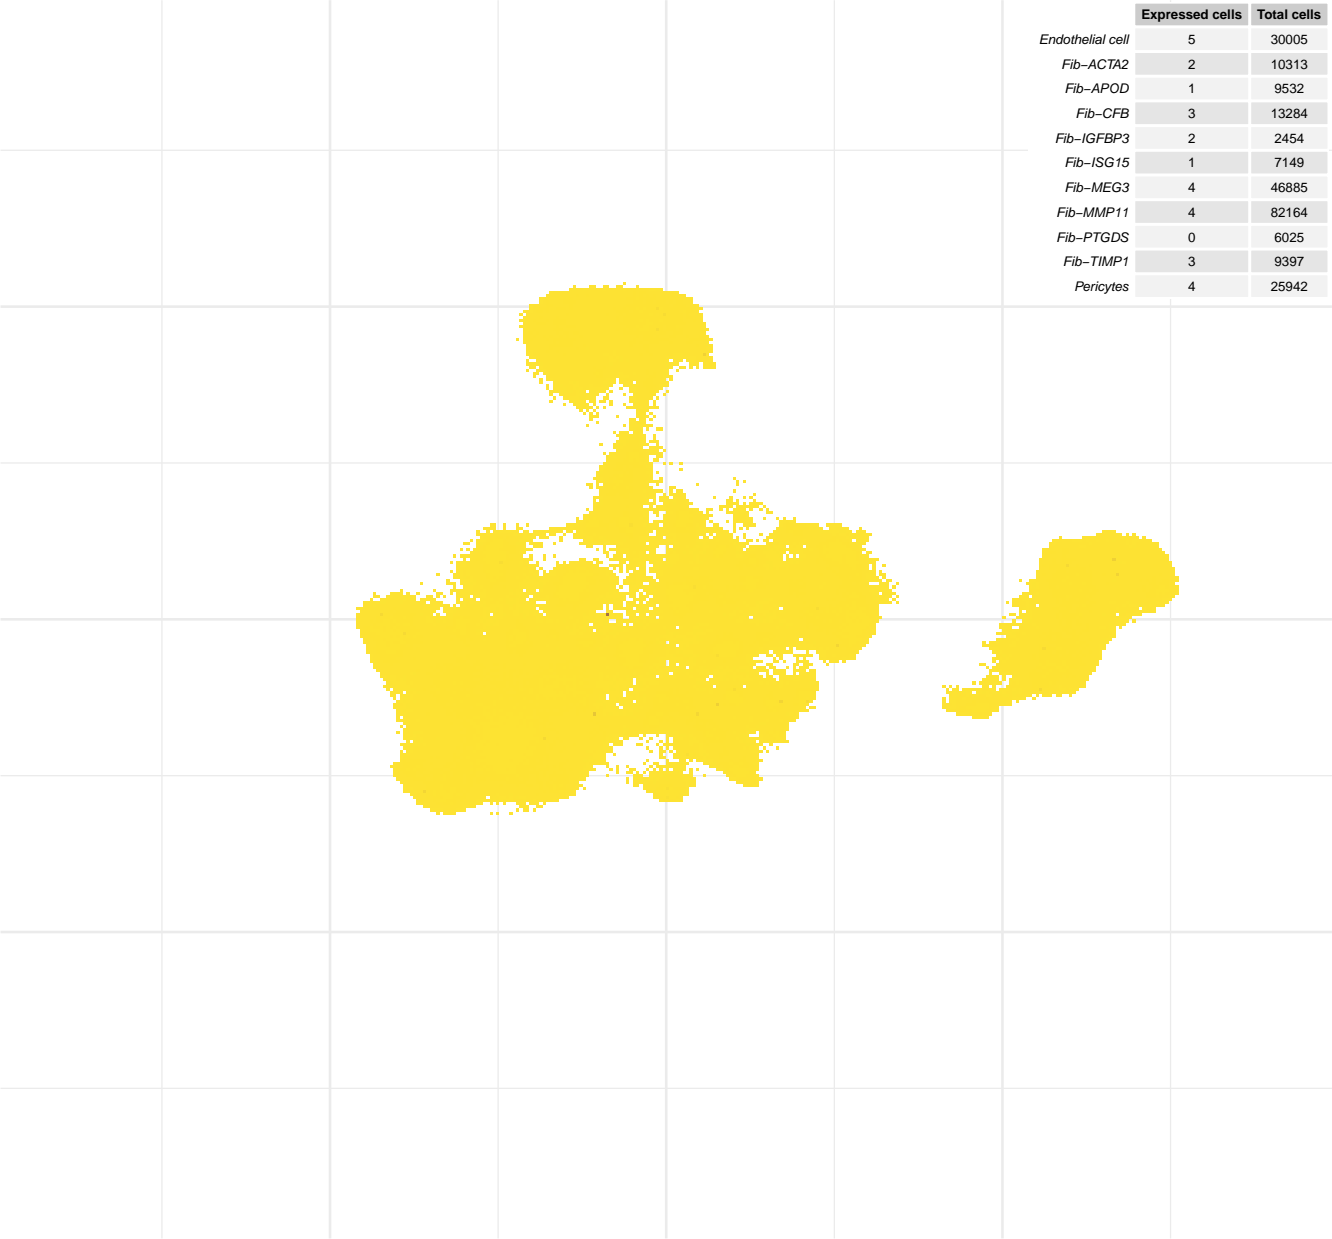 Expressed cells Total cells
Endothelial cell 5 30005
Fib−ACTA2 2 10313
Fib−APOD 1 9532
Fib−CFB 3 13284
Fib−IGFBP3 2 2454
Fib−ISG15 1 7149
Fib−MEG3 4 46885
Fib−MMP11 4 82164
Fib−PTGDS 0 6025
Fib−TIMP1 3 9397
Pericytes 4 25942